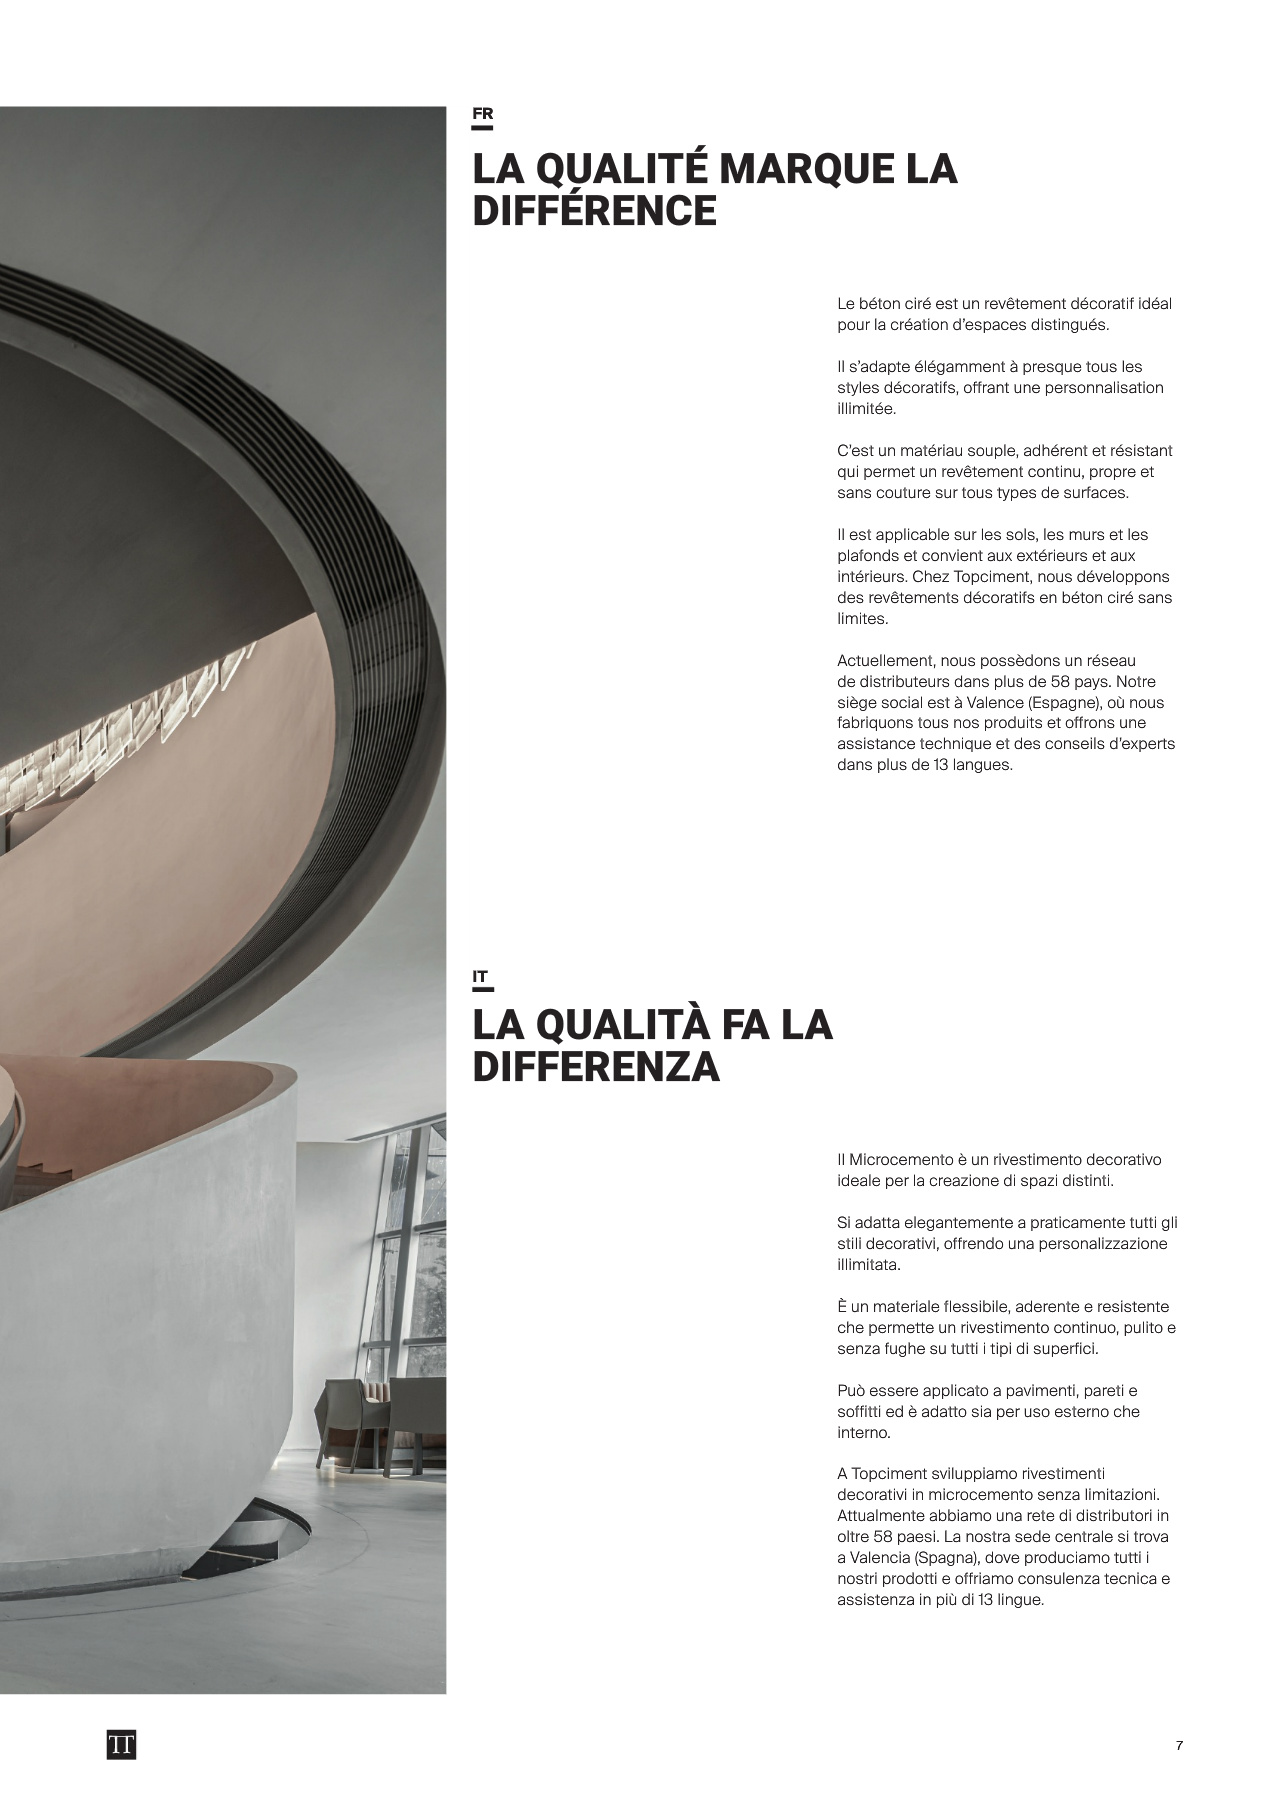 FR
LA QUALITÉ MARQUE LA
DIFFÉRENCE
Le béton ciré est un revêtement décoratif idéal
pour la création d’espaces distingués.
Il s’adapte élégamment à presque tous les
styles décoratifs, offrant une personnalisation
illimitée.
C’est un matériau souple, adhérent et résistant
qui permet un revêtement continu, propre et
sans couture sur tous types de surfaces.
Il est applicable sur les sols, les murs et les
plafonds et convient aux extérieurs et aux
intérieurs. Chez Topciment, nous développons
des revêtements décoratifs en béton ciré sans
limites.
Actuellement, nous possèdons un réseau
de distributeurs dans plus de 58 pays. Notre
siège social est à Valence (Espagne), où nous
fabriquons tous nos produits et offrons une
assistance technique et des conseils d’experts
dans plus de 13 langues.
IT
LA QUALITÀ FA LA
DIFFERENZA
Il Microcemento è un rivestimento decorativo
ideale per la creazione di spazi distinti.
Si adatta elegantemente a praticamente tutti gli
stili decorativi, offrendo una personalizzazione
illimitata.
È un materiale flessibile, aderente e resistente
che permette un rivestimento continuo, pulito e
senza fughe su tutti i tipi di superfici.
Può essere applicato a pavimenti, pareti e
soffitti ed è adatto sia per uso esterno che
interno.
A Topciment sviluppiamo rivestimenti
decorativi in microcemento senza limitazioni.
Attualmente abbiamo una rete di distributori in
oltre 58 paesi. La nostra sede centrale si trova
a Valencia (Spagna), dove produciamo tutti i
nostri prodotti e offriamo consulenza tecnica e
assistenza in più di 13 lingue.
TT
7